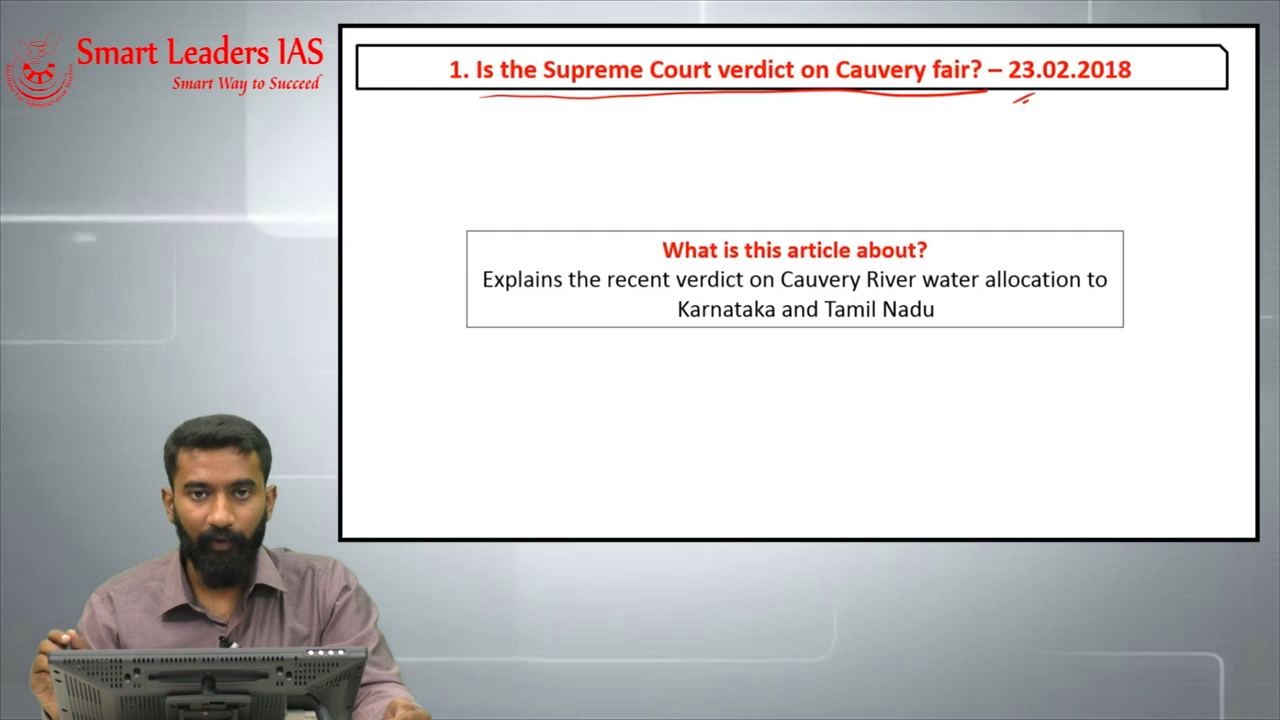 Smart Leaders IAS
Smart Way to Succeed
1. Is the Supreme Court verdict on Cauvery fair? – 23.02.2018
What is this article about?
Explains the recent verdict on Cauvery River water allocation to
Karnataka and Tamil Nadu